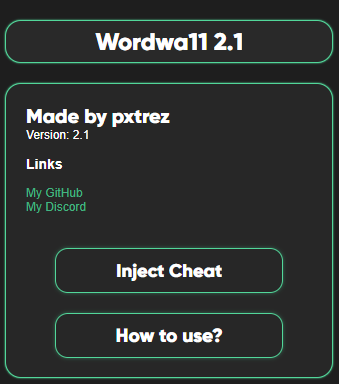 Wordwa11 2.1
Made by pxtrez
Version: 2.1
Links
My GitHub
My Discord
Inject Cheat
How to use?